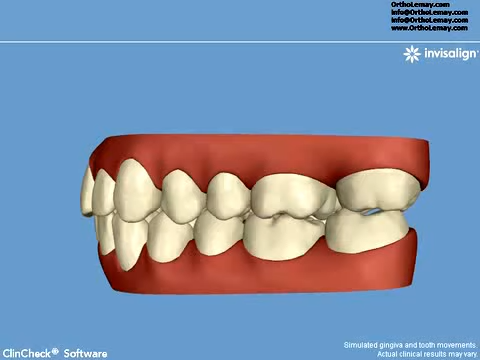 OrthoLemay.com
info@OrthoLemay.com
info@OrthoLemay.com
www.OrthoLemay.com
invisalign
ClinCheck® Software
Simulated gingiva and tooth movements.
Actual clinical results may vary.